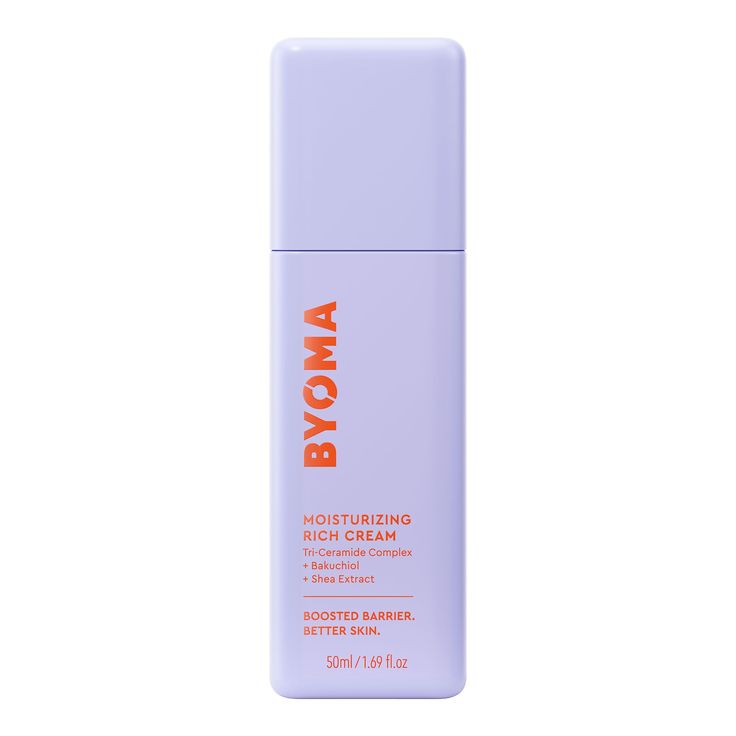 BYOMA
MOISTURIZING
RICH CREAM
Tri-Ceramide Complex
+ Bakuchiol
+ Shea Extract
BOOSTED BARRIER.
BETTER SKIN.
50ml/1.69 fl.oz